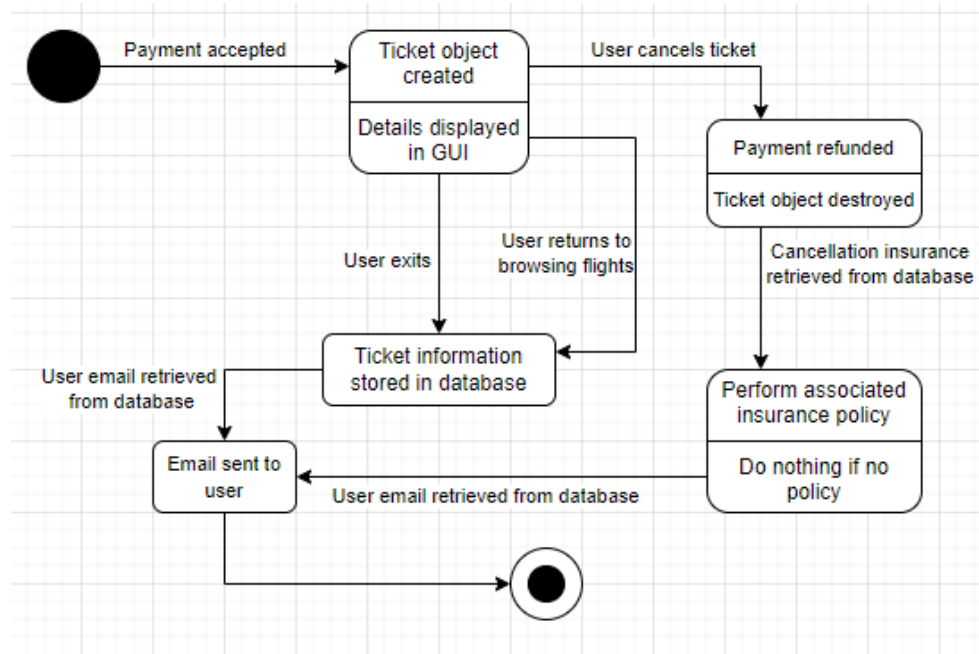 Payment accepted
Ticket object
created
User cancels ticket
Details displayed
in GUI
Payment refunded
Ticket object destroyed
User exits
User returns to
browsing flights
Cancellation insurance
retrieved from database
Ticket information
stored in database
User email retrieved
from database
Perform associated
insurance policy
Do nothing if no
policy
Email sent to
user
User email retrieved from database